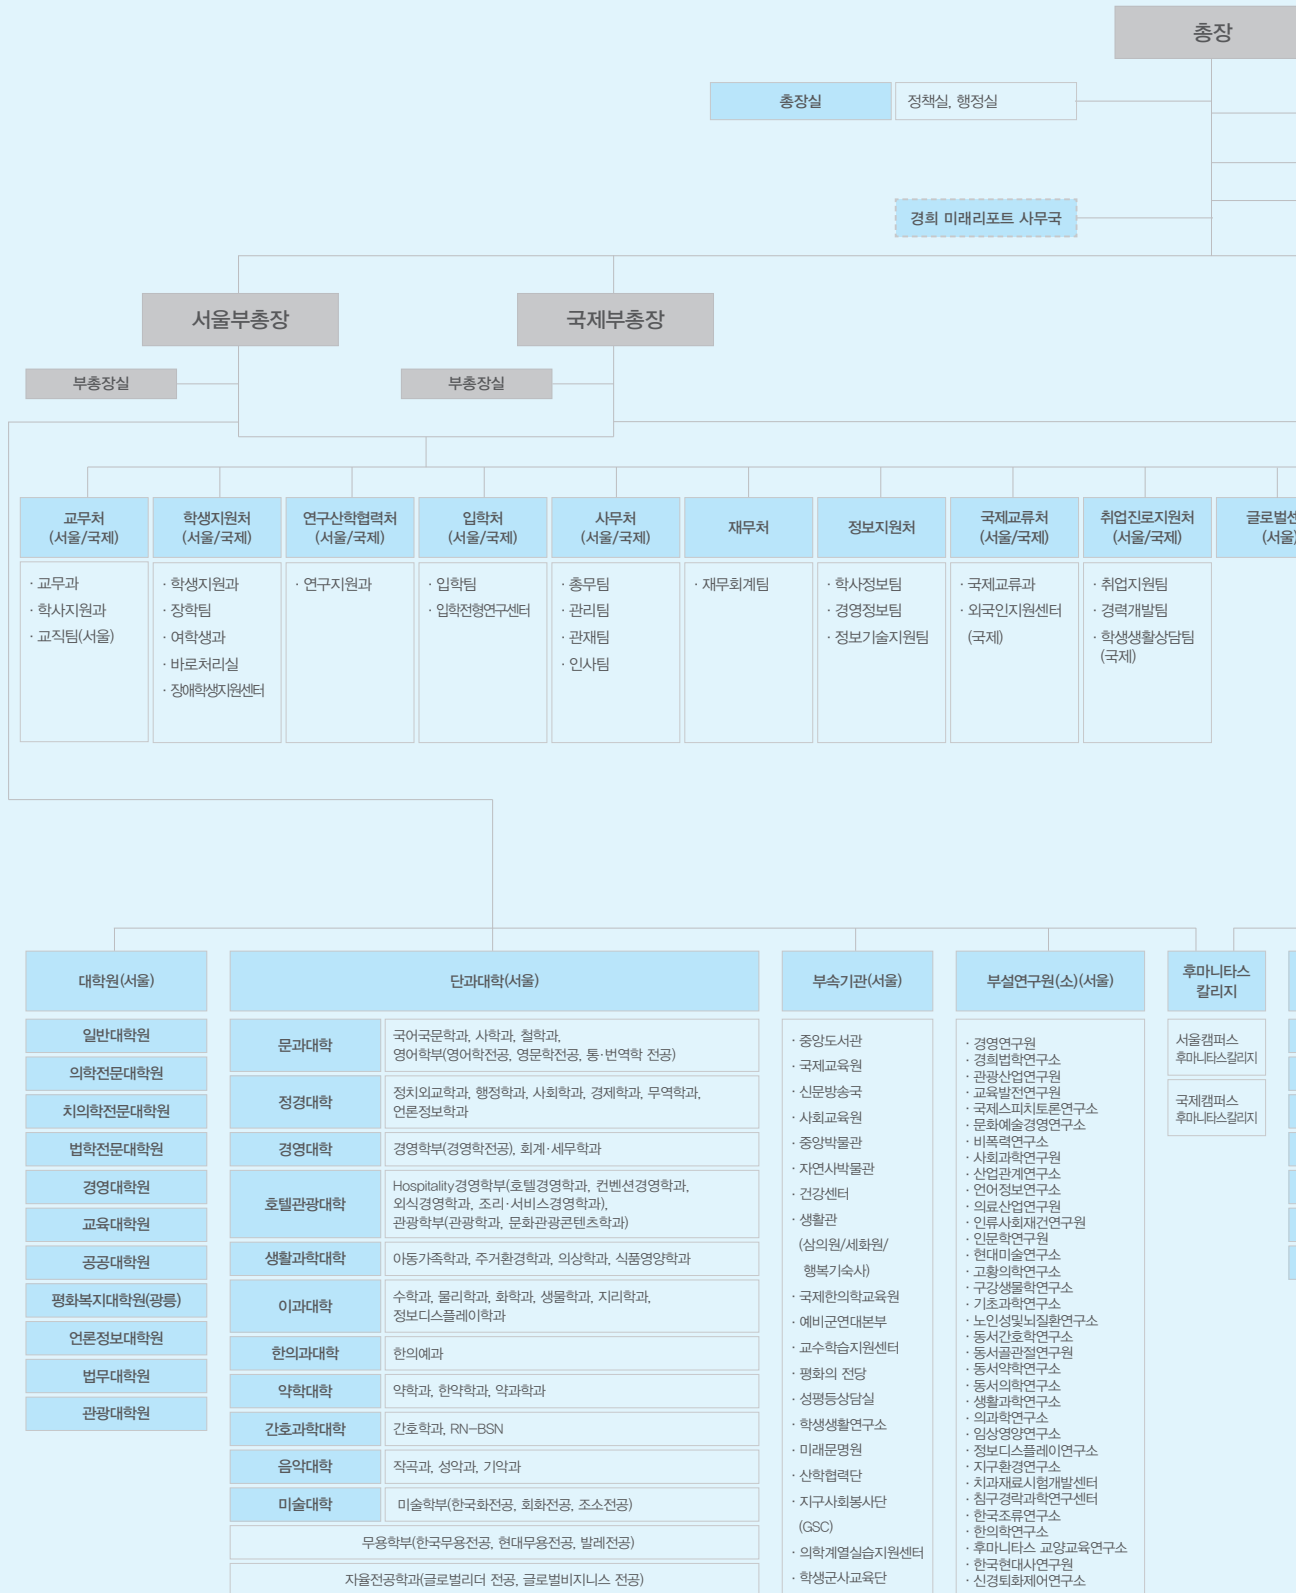 총장
총장실
정책실, 행정실
경희 미래리포트 사무국
서울부총장
국제부총장
부총장실
부총장실
교무처
(서울/국제)
· 교무과
· 학사지원과
· 교직팀(서울)
학생지원처
(서울/국제)
· 학생지원과
· 장학팀
· 여학생과
· 바로처리실
· 장애학생지원센터
연구산학협력처
(서울/국제)
· 연구지원과
입학처
(서울/국제)
· 입학팀
· 입학전형연구센터
사무처
(서울/국제)
· 총무팀
· 관리팀
· 관재팀
· 인사팀
재무처
· 재무회계팀
정보지원처
· 학사정보팀
· 경영정보팀
· 정보기술지원팀
국제교류처
(서울/국제)
· 국제교류과
· 외국인지원센터
(국제)
취업진로지원처
(서울/국제)
· 취업지원팀
· 경력개발팀
· 학생생활상담팀
(국제)
글로벌센
(서울)
대학원(서울)
일반대학원
의학전문대학원
치의학전문대학원
법학전문대학원
경영대학원
교육대학원
공공대학원
평화복지대학원(광릉)
언론정보대학원
법무대학원
관광대학원
단과대학(서울)
문과대학
국어국문학과, 사학과, 철학과,
영어학부(영어학전공, 영문학전공, 통·번역학 전공)
정경대학
정치외교학과, 행정학과, 사회학과, 경제학과, 무역학과,
언론정보학과
경영대학
경영학부(경영학전공), 회계·세무학과
호텔관광대학
Hospitality경영학부(호텔경영학과, 컨벤션경영학과,
외식경영학과, 조리·서비스경영학과),
관광학부(관광학과, 문화관광콘텐츠학과)
생활과학대학
아동가족학과, 주거환경학과, 의상학과, 식품영양학과
이과대학
수학과, 물리학과, 화학과, 생물학과, 지리학과,
정보디스플레이학과
한의과대학
한의예과
약학대학
약학과, 한약학과, 약과학과
간호과학대학
간호학과, RN-BSN
음악대학
작곡과, 성악과, 기악과
미술대학
미술학부(한국화전공, 회화전공, 조소전공)
무용학부(한국무용전공, 현대무용전공, 발레전공)
자율전공학과(글로벌리더 전공, 글로벌비지니스 전공)
부속기관(서울)
· 중앙도서관
· 국제교육원
· 신문방송국
· 사회교육원
· 중앙박물관
· 자연사박물관
· 건강센터
· 생활관
(삼의원/세화원/
행복기숙사)
· 국제한의학교육원
· 예비군연대본부
· 교수학습지원센터
· 평화의 전당
· 성평등상담실
· 학생생활연구소
· 미래문명원
· 산학협력단
· 지구사회봉사단
(GSC)
· 의학계열실습지원센터
· 학생군사교육단
부설연구원(소)(서울)
· 경영연구원
· 경희법학연구소
· 관광산업연구원
· 교육발전연구원
· 국제스피치토론연구소
· 문화예술경영연구소
· 비폭력연구소
· 사회과학연구원
· 산업관계연구소
· 언어정보연구소
· 의료산업연구원
· 인류사회재건연구원
· 인문학연구원
· 현대미술연구소
· 고황의학연구소
· 구강생물학연구소
· 기초과학연구소
· 노인성및뇌질환연구소
· 동서간호학연구소
· 동서골관절연구원
· 동서약학연구소
· 동서의학연구소
· 생활과학연구소
· 의과학연구소
· 임상영양연구소
· 정보디스플레이연구소
· 지구환경연구소
· 치과재료시험개발센터
· 침구경락과학연구센터
· 한국조류연구소
· 한의학연구소
· 후마니타스 교양교육연구소
· 한국현대사연구원
· 신경퇴화제어연구소
후마니타스
칼리지
서울캠퍼스
후마니타스칼리지
국제캠퍼스
후마니타스칼리지